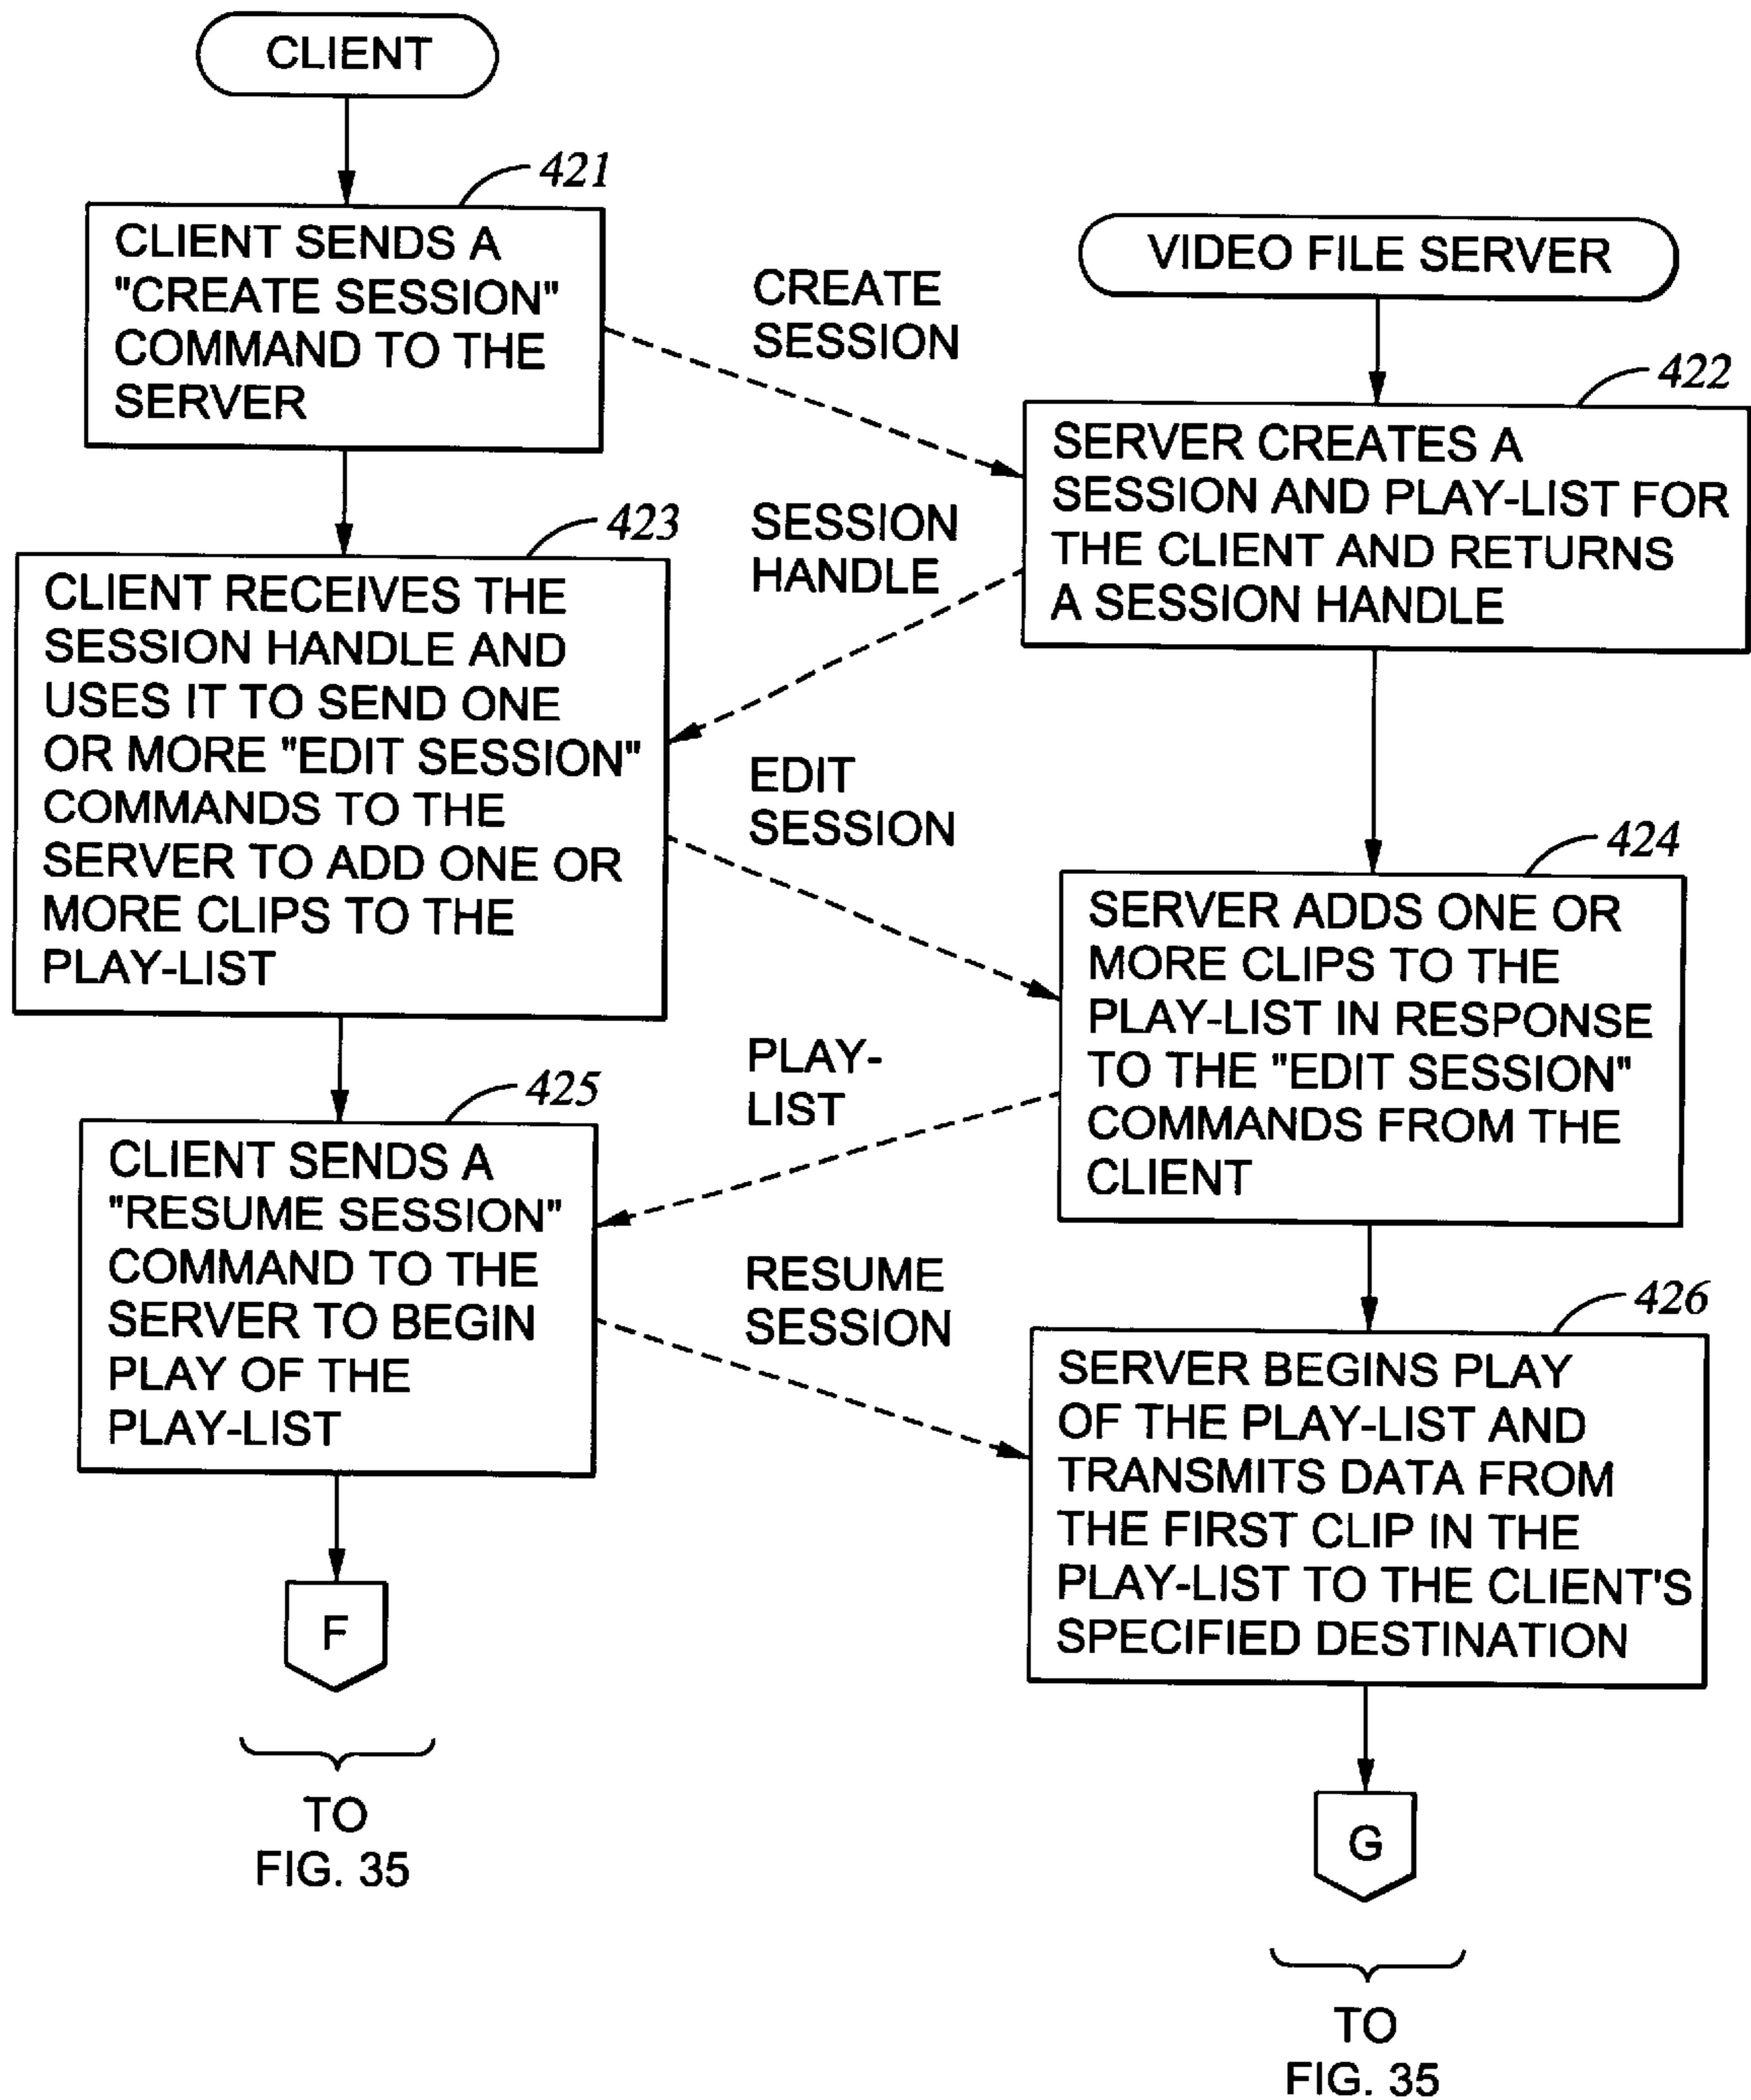 CLIENT
421
CLIENT SENDS A
"CREATE SESSION"
COMMAND TO THE
SERVER
CREATE
SESSION
VIDEO FILE SERVER
422
SERVER CREATES A
SESSION AND PLAY-LIST FOR
THE CLIENT AND RETURNS
A SESSION HANDLE
SESSION
HANDLE
423
CLIENT RECEIVES THE
SESSION HANDLE AND
USES IT TO SEND ONE
OR MORE "EDIT SESSION"
COMMANDS TO THE
SERVER TO ADD ONE OR
MORE CLIPS TO THE
PLAY-LIST
EDIT
SESSION
424
SERVER ADDS ONE OR
MORE CLIPS TO THE
PLAY-LIST IN RESPONSE
TO THE "EDIT SESSION"
COMMANDS FROM THE
CLIENT
PLAY-
LIST
425
CLIENT SENDS A
"RESUME SESSION"
COMMAND TO THE
SERVER TO BEGIN
PLAY OF THE
PLAY-LIST
RESUME
SESSION
426
SERVER BEGINS PLAY
OF THE PLAY-LIST AND
TRANSMITS DATA FROM
THE FIRST CLIP IN THE
PLAY-LIST TO THE CLIENT'S
SPECIFIED DESTINATION
F
TO
FIG. 35
G
TO
FIG. 35